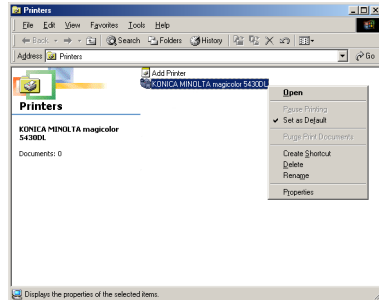 Printers
File Edit View Favorites Tools Help
Back Search Folders History
Address Printers Go
Add Printer
KONICA MINOLTA magicolor 5430DL
Printers
KONICA MINOLTA magicolor
5430DL
Documents: 0
Open
Pause Printing
Set as Default
Purge Print Documents
Create Shortcut
Delete
Rename
Properties
Displays the properties of the selected items.